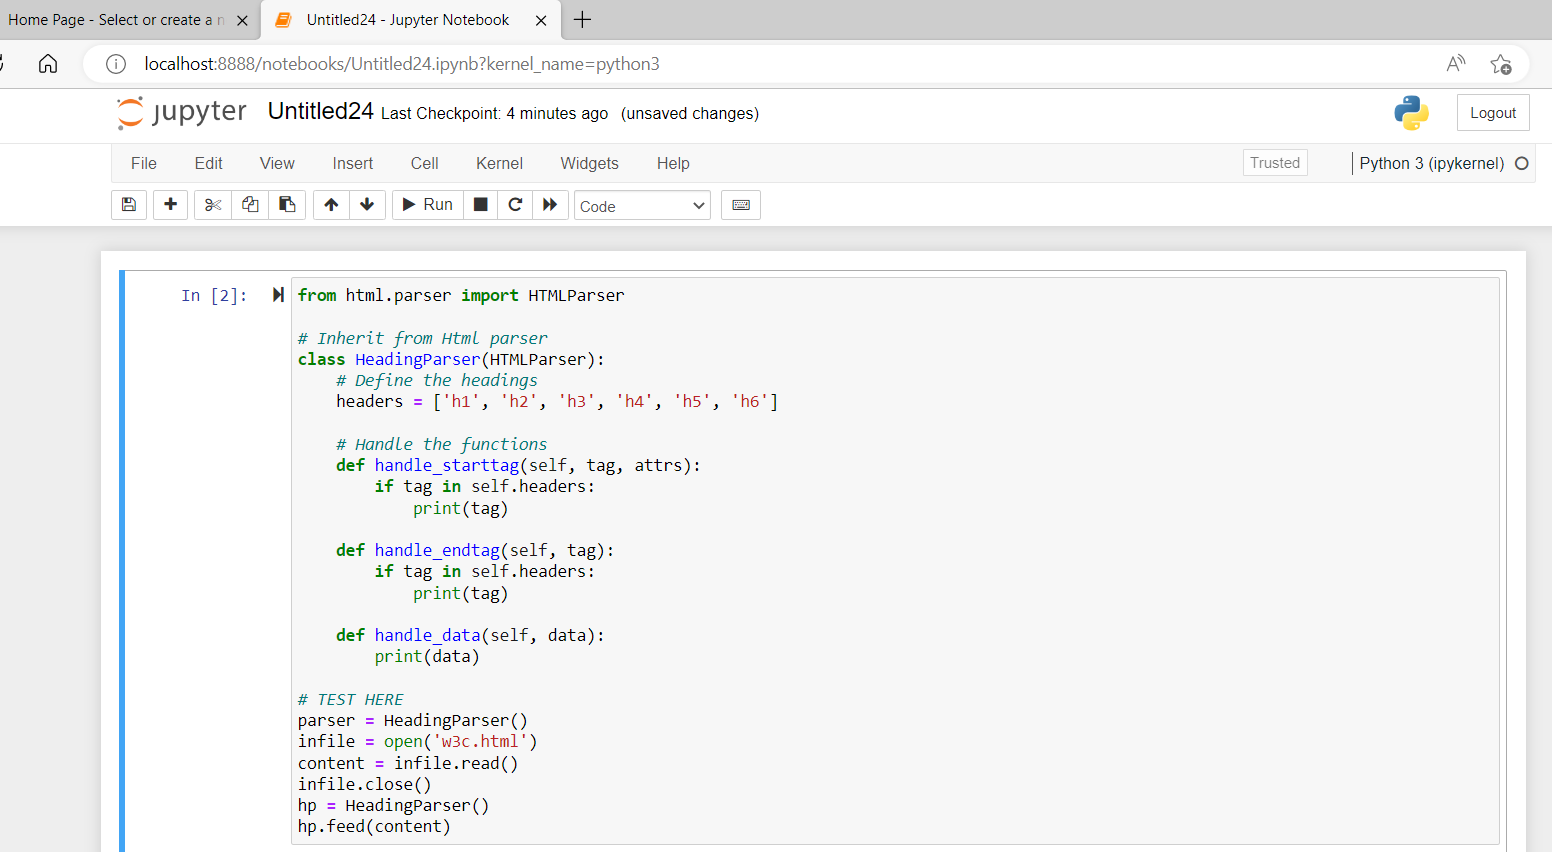 Home Page - Select or create a n
Untitled24 - Jupyter Notebook
localhost:8888/notebooks/Untitled24.ipynb?kernel_name=python3
jupyter Untitled24 Last Checkpoint: 4 minutes ago (unsaved changes)
Logout
File Edit View Insert Cell Kernel Widgets Help
Trusted
Python 3 (ipykernel)
Run
Code
In [2]:
from html.parser import HTMLParser

# Inherit from Html parser
class HeadingParser(HTMLParser):
    # Define the headings
    headers = ['h1', 'h2', 'h3', 'h4', 'h5', 'h6']

    # Handle the functions
    def handle_starttag(self, tag, attrs):
        if tag in self.headers:
            print(tag)

    def handle_endtag(self, tag):
        if tag in self.headers:
            print(tag)

    def handle_data(self, data):
        print(data)

# TEST HERE
parser = HeadingParser()
infile = open('w3c.html')
content = infile.read()
infile.close()
hp = HeadingParser()
hp.feed(content)